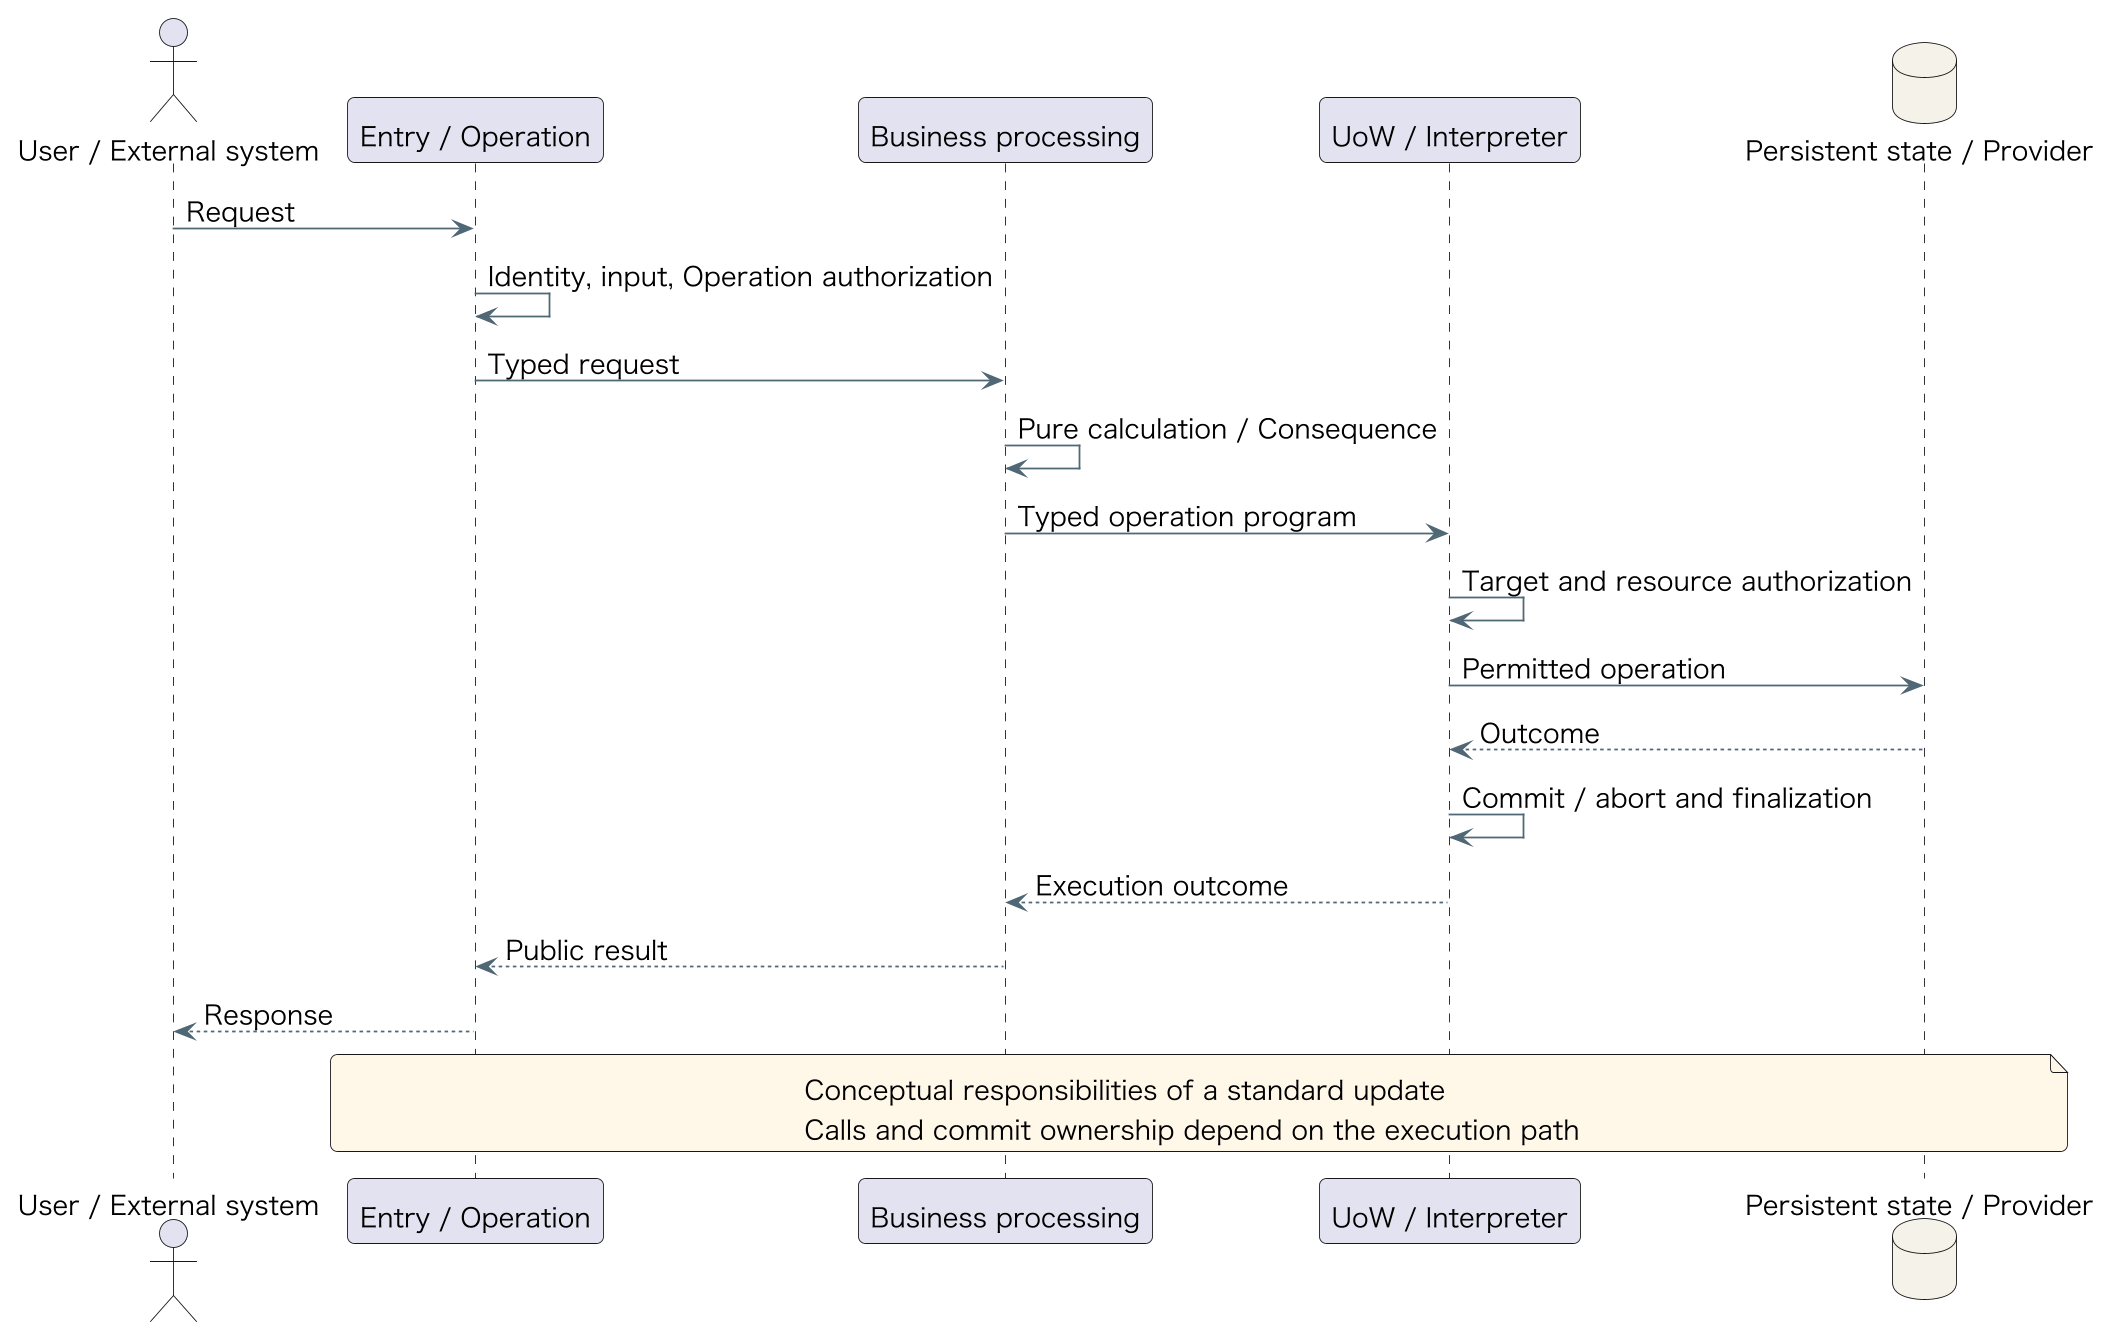 User / External system
Entry / Operation
Business processing
UoW / Interpreter
Persistent state / Provider
Request
Identity, input, Operation authorization
Typed request
Pure calculation / Consequence
Typed operation program
Target and resource authorization
Permitted operation
Outcome
Commit / abort and finalization
Execution outcome
Public result
Response
Conceptual responsibilities of a standard update
Calls and commit ownership depend on the execution path
User / External system
Entry / Operation
Business processing
UoW / Interpreter
Persistent state / Provider